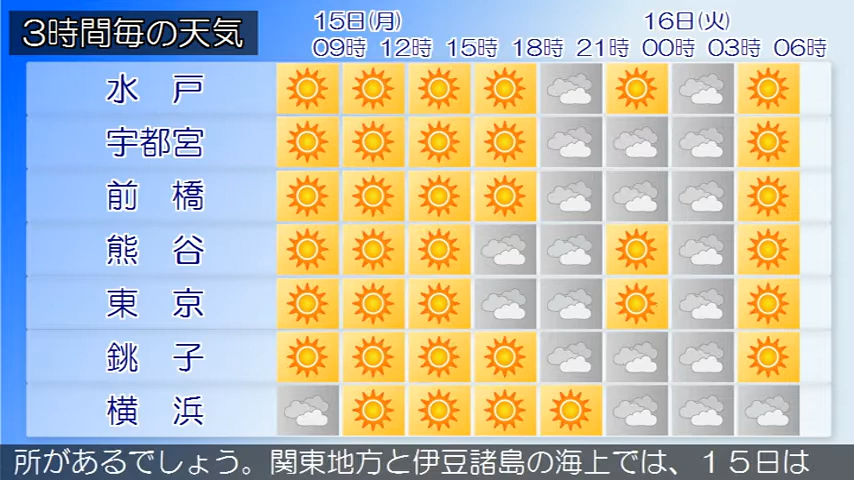 3時間毎の天気
15日(月) 16日(火)
09時 12時 15時 18時 21時 00時 03時 06時
水 戸
宇都宮
前 橋
熊 谷
東 京
銚 子
横 浜
所があるでしょう。関東地方と伊豆諸島の海上では、15日は